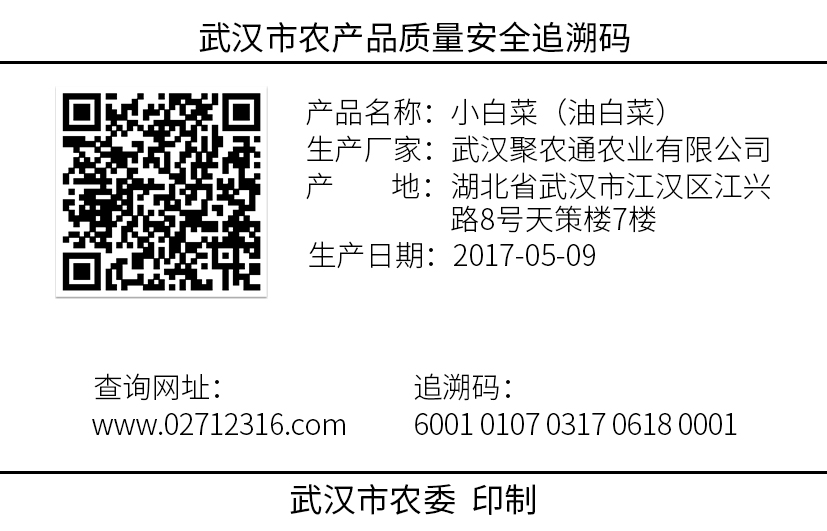 武汉市农产品质量安全追溯码
产品名称：小白菜（油白菜）
生产厂家：武汉聚农通农业有限公司
产　　地：湖北省武汉市江汉区江兴
路8号天策楼7楼
生产日期：2017-05-09
查询网址：
www.02712316.com
追溯码：
6001 0107 0317 0618 0001
武汉市农委 印制